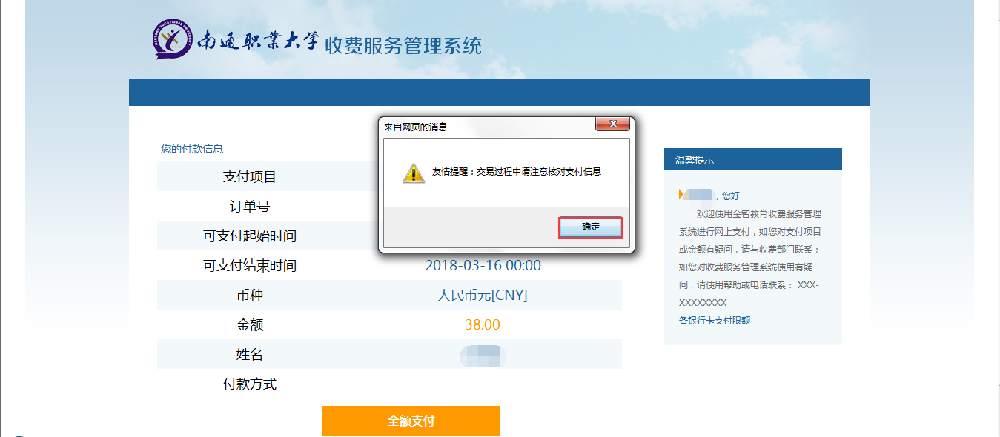 NANTONG VOCATIONAL UNIVERSITY
南通职业大学 收费服务管理系统
您的付款信息
支付项目
订单号
可支付起始时间
可支付结束时间 2018-03-16 00:00
币种 人民币元[CNY]
金额 38.00
姓名
付款方式
全额支付
来自网页的消息
友情提醒：交易过程中请注意核对支付信息
确定
温馨提示
，您好
欢迎使用金智教育收费服务管理
系统进行网上支付，如您对支付项目
或金额有疑问，请与收费部门联系；
如您对收费服务管理系统使用有疑
问，请使用帮助或电话联系： XXX-
XXXXXXXX
各银行卡支付限额